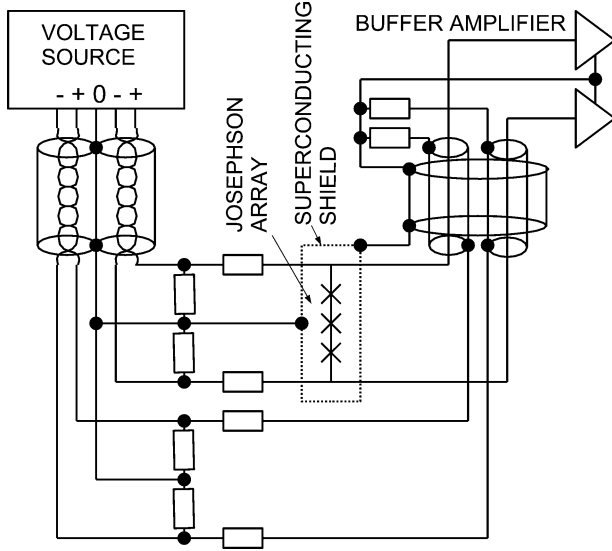 VOLTAGE
SOURCE
- + 0 - +
BUFFER AMPLIFIER
JOSEPHSON
ARRAY
SUPERCONDUCTING
SHIELD